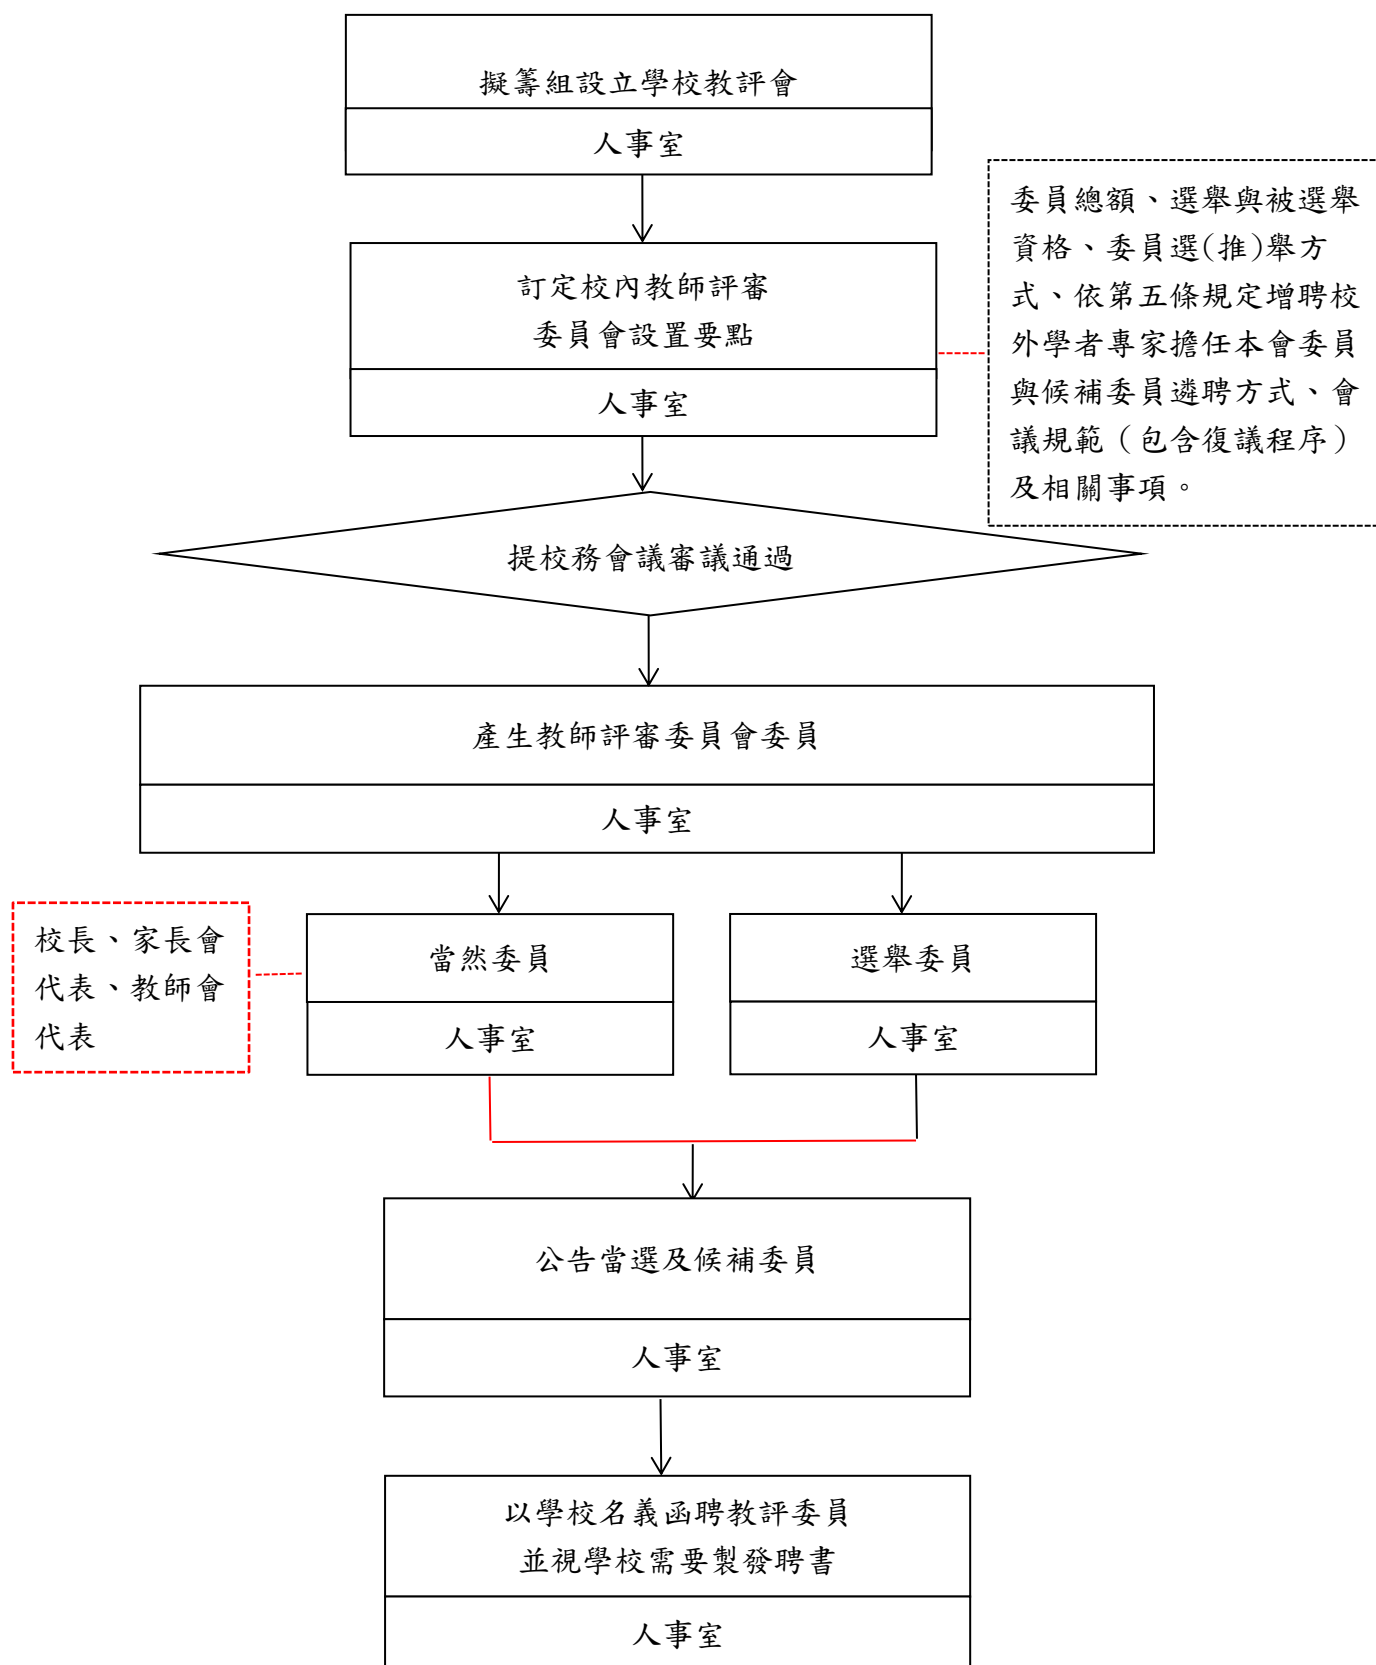 擬籌組設立學校教評會
人事室
訂定校內教師評審
委員會設置要點
人事室
委員總額、選舉與被選舉
資格、委員選(推)舉方
式、依第五條規定增聘校
外學者專家擔任本會委員
與候補委員遴聘方式、會
議規範（包含復議程序）
及相關事項。
提校務會議審議通過
產生教師評審委員會委員
人事室
校長、家長會
代表、教師會
代表
當然委員
人事室
選舉委員
人事室
公告當選及候補委員
人事室
以學校名義函聘教評委員
並視學校需要製發聘書
人事室